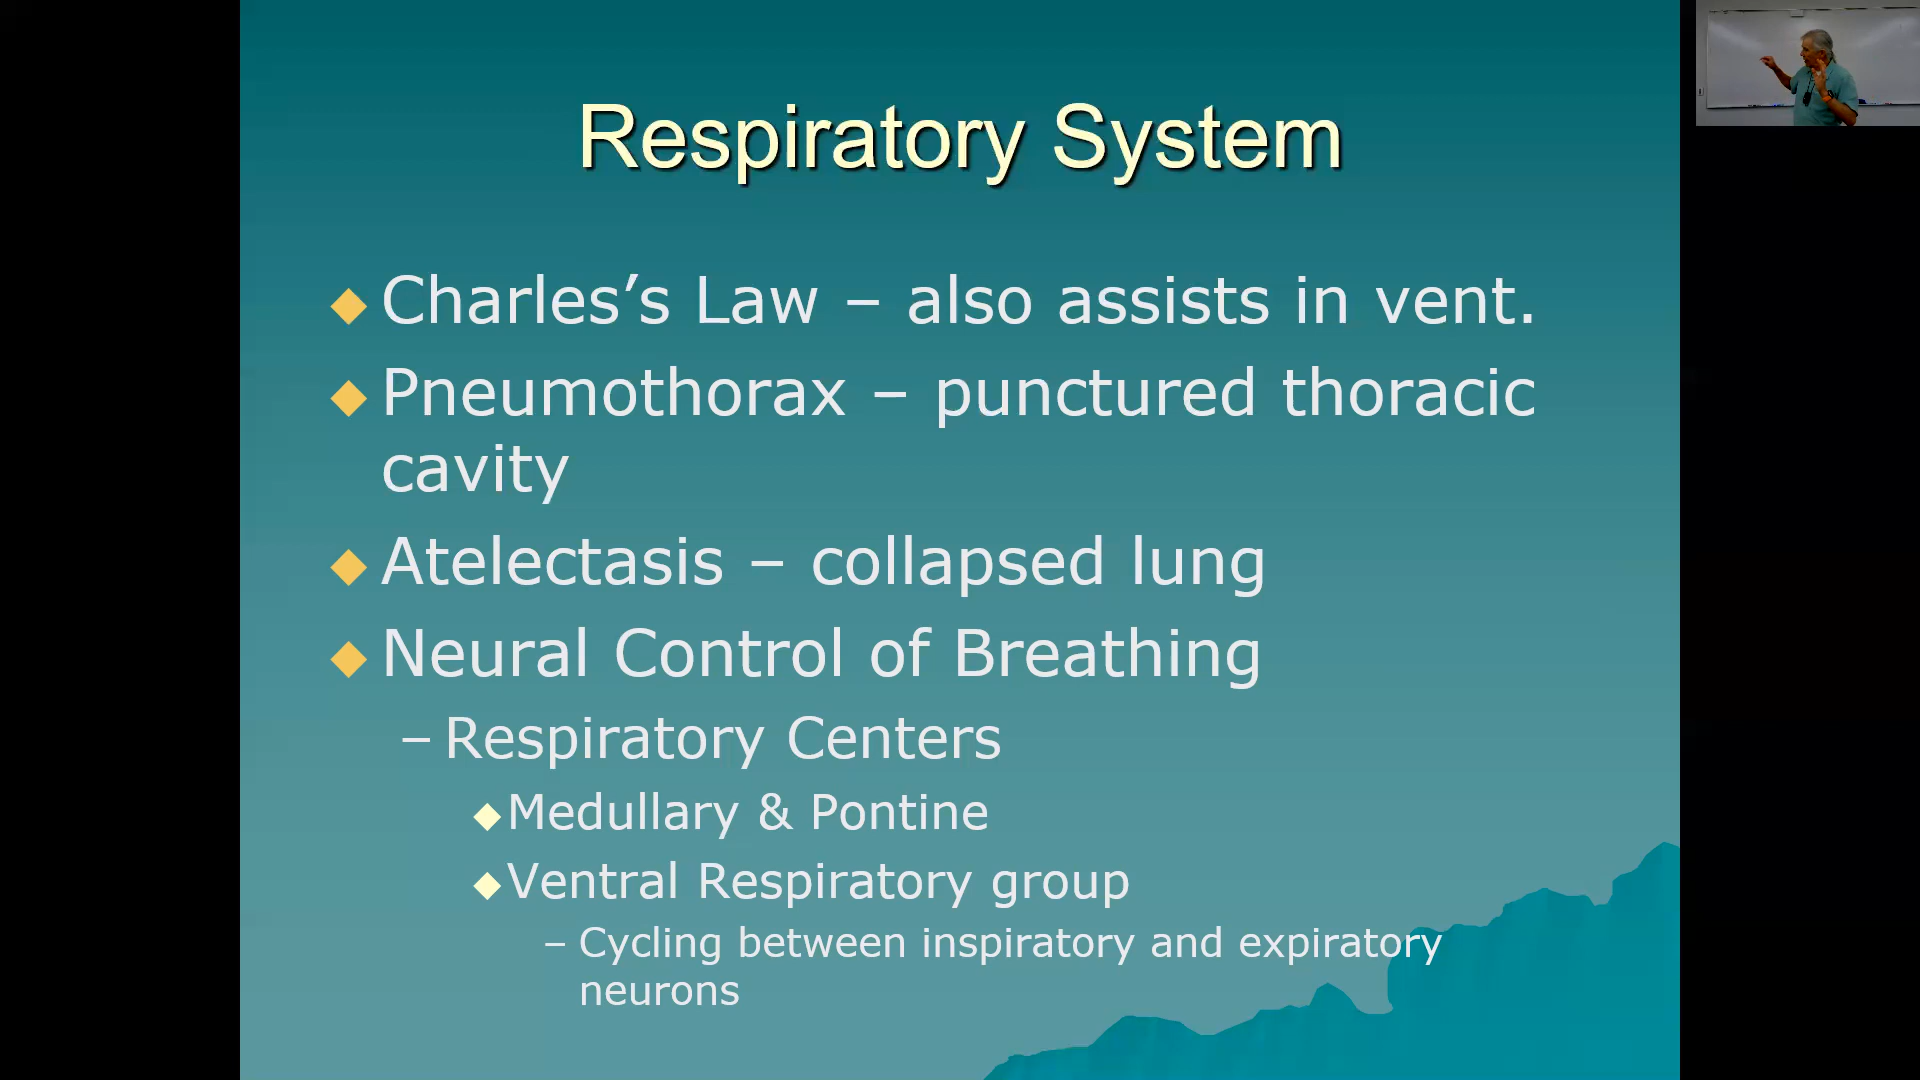 Respiratory System
Charles’s Law – also assists in vent.
Pneumothorax – punctured thoracic
cavity
Atelectasis – collapsed lung
Neural Control of Breathing
– Respiratory Centers
Medullary & Pontine
Ventral Respiratory group
– Cycling between inspiratory and expiratory
neurons